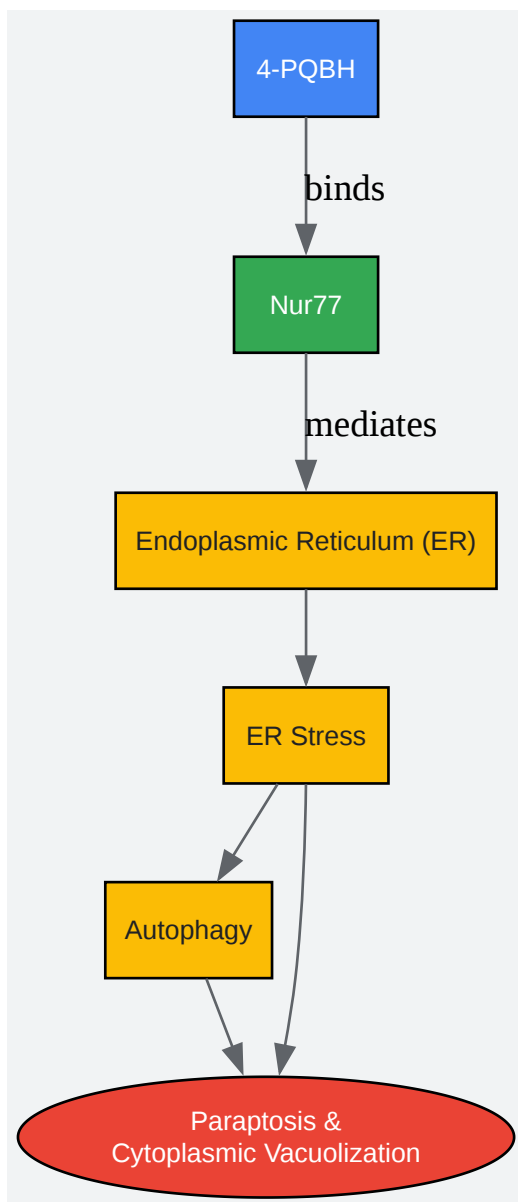 4-PQBH
binds
Nur77
mediates
Endoplasmic Reticulum (ER)
ER Stress
Autophagy
Paraptosis &
Cytoplasmic Vacuolization